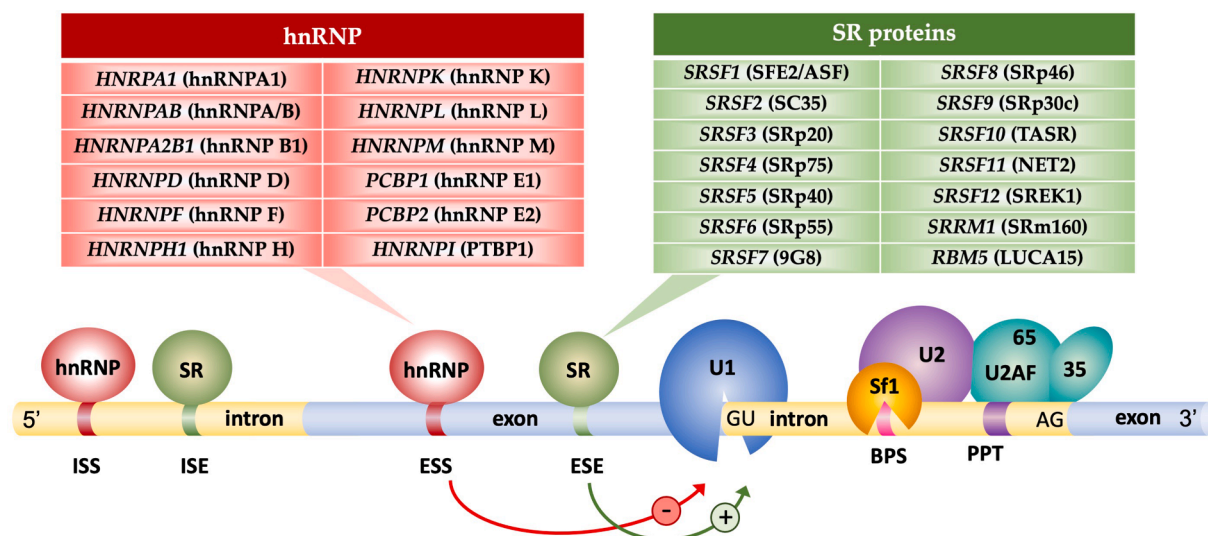 hnRNP
HNRPA1 (hnRNPA1) HNRNPK (hnRNP K)
HNRPAB (hnRNPA/B) HNRNPL (hnRNP L)
HNRNPA2B1 (hnRNP B1) HNRNPM (hnRNP M)
HNRNPD (hnRNP D) PCBP1 (hnRNP E1)
HNRNPF (hnRNP F) PCBP2 (hnRNP E2)
HNRNPH1 (hnRNP H) HNRNPI (PTBP1)
SR proteins
SRSF1 (SFE2/ASF) SRSF8 (SRp46)
SRSF2 (SC35) SRSF9 (SRp30c)
SRSF3 (SRp20) SRSF10 (TASR)
SRSF4 (SRp75) SRSF11 (NET2)
SRSF5 (SRp40) SRSF12 (SREK1)
SRSF6 (SRp55) SRRM1 (SRm160)
SRSF7 (9G8) RBM5 (LUCA15)
hnRNP SR hnRNP SR U1 U2 65
Sf1 U2AF 35
5’ intron exon GU intron AG exon 3’
ISS ISE ESS ESE BPS PPT
- +